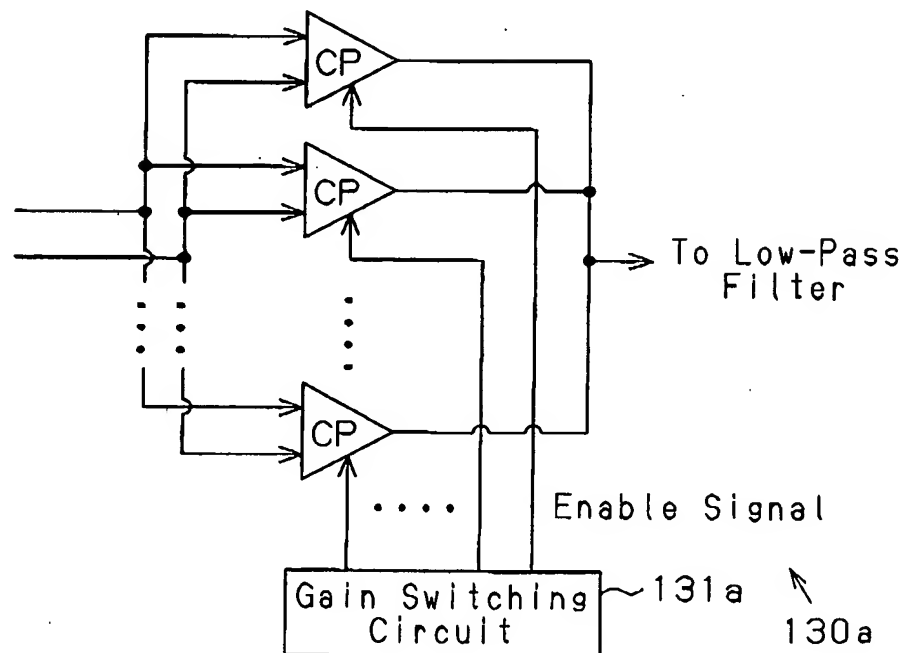 CP
CP
To Low-Pass
Filter
CP
Enable Signal
Gain Switching
Circuit
131a
130a